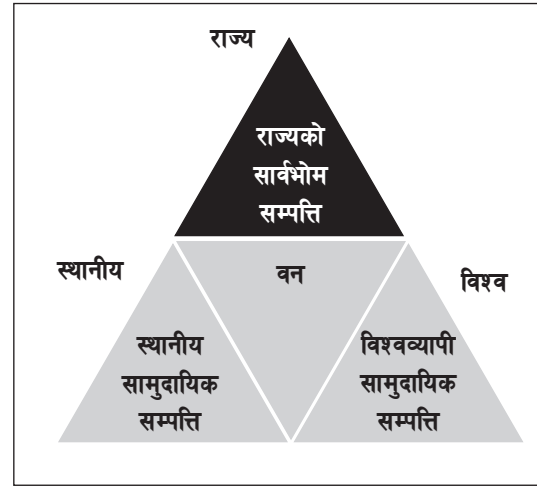 राज्य
राज्यको
सार्वभोम
सम्पत्ति
स्थानीय
वन
विश्व
स्थानीय
सामुदायिक
सम्पत्ति
विश्वव्यापी
सामुदायिक
सम्पत्ति